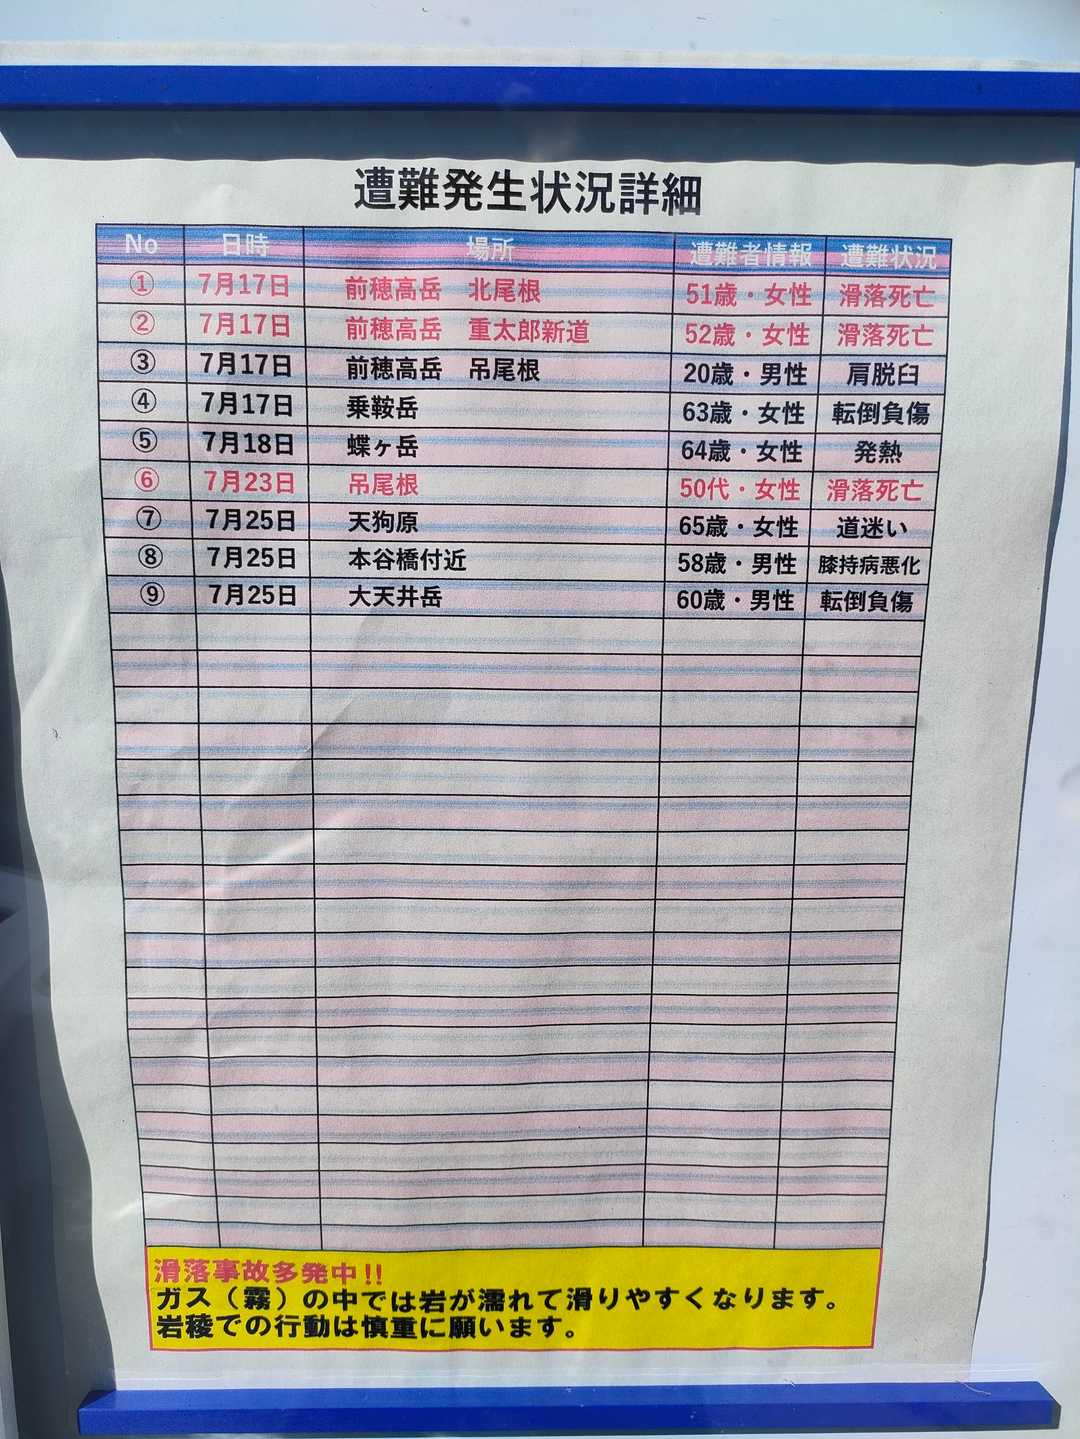 遭難発生状況詳細
No 日時 場所 遭難者情報 遭難状況
① 7月17日 前穂高岳 北尾根 51歳・女性 滑落死亡
② 7月17日 前穂高岳 重太郎新道 52歳・女性 滑落死亡
③ 7月17日 前穂高岳 吊尾根 20歳・男性 肩脱臼
④ 7月17日 乗鞍岳 63歳・女性 転倒負傷
⑤ 7月18日 蝶ヶ岳 64歳・女性 発熱
⑥ 7月23日 吊尾根 50代・女性 滑落死亡
⑦ 7月25日 天狗原 65歳・女性 道迷い
⑧ 7月25日 本谷橋付近 58歳・男性 膝持病悪化
⑨ 7月25日 大天井岳 60歳・男性 転倒負傷
滑落事故多発中!!
ガス（霧）の中では岩が濡れて滑りやすくなります。
岩稜での行動は慎重に願います。